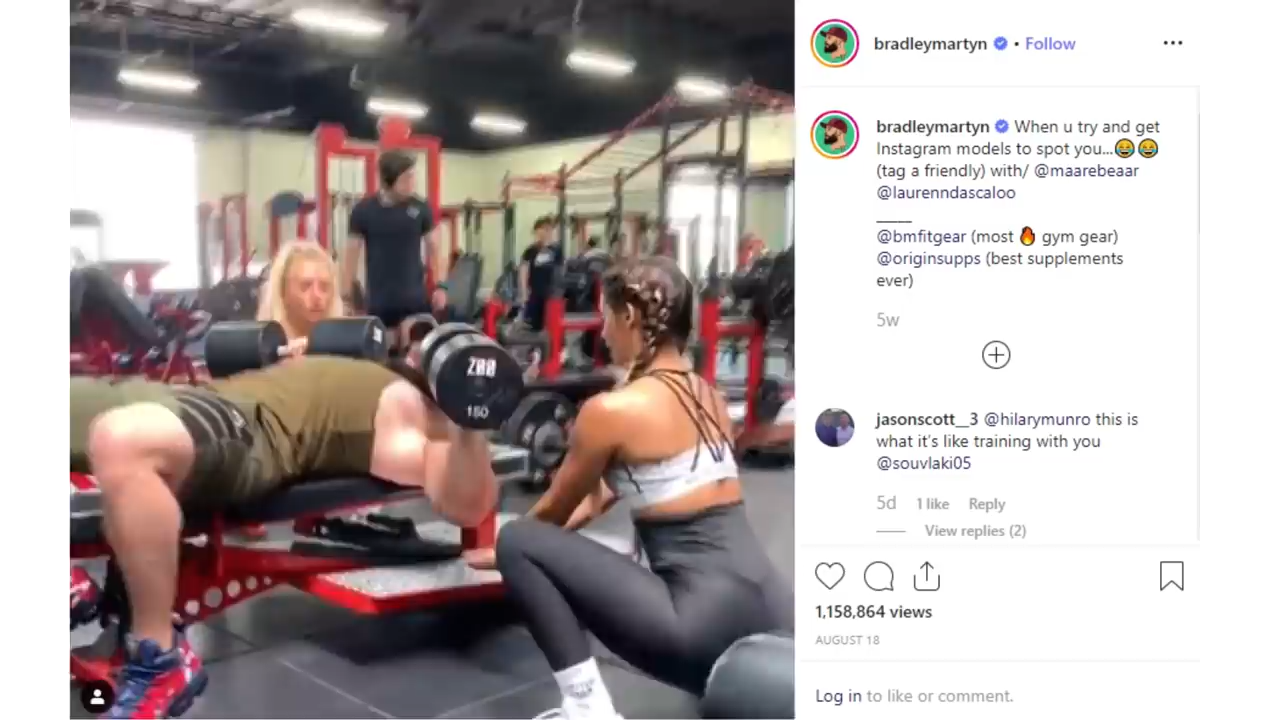 bradleymartyn • Follow
bradleymartyn When u try and get
Instagram models to spot you...😂😂
(tag a friendly) with/ @maarebeaar
@laurenndascaloo
_____
@bmfitgear (most 🔥 gym gear)
@originsupps (best supplements
ever)
5w
jasonscott__3 @hilarymunro this is
what it's like training with you
@souvlaki05
5d 1 like Reply
View replies (2)
1,158,864 views
AUGUST 18
Log in to like or comment.
ZOO
150